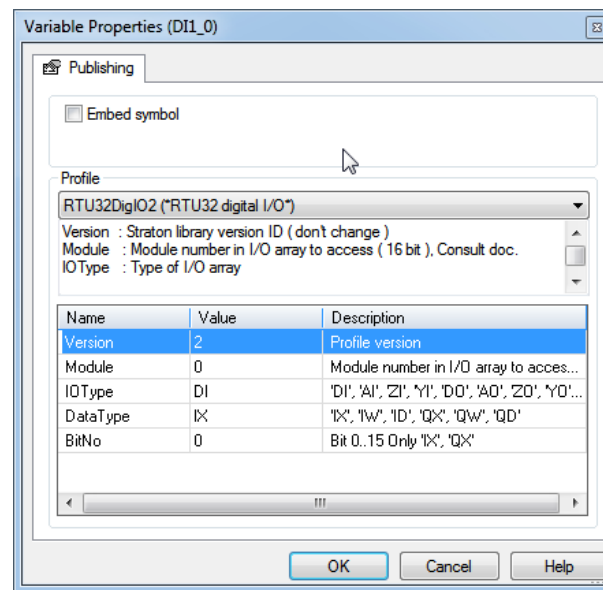 Variable Properties (DI1_0)
Publishing
Embed symbol
Profile
RTU32DigIO2 (*RTU32 digital I/O*)
Version : Straton library version ID ( don't change )
Module : Module number in I/O array to access ( 16 bit ), Consult doc.
IOType : Type of I/O array
Name Value Description
Version 2 Profile version
Module 0 Module number in I/O array to acces...
IOType DI 'DI', 'AI', 'ZI', 'YI', 'DO', 'AO', 'ZO', 'YO'...
DataType IX 'IX', 'IW', 'ID', 'QX', 'QW', 'QD'
BitNo 0 Bit 0..15 Only 'IX', 'QX'
OK Cancel Help